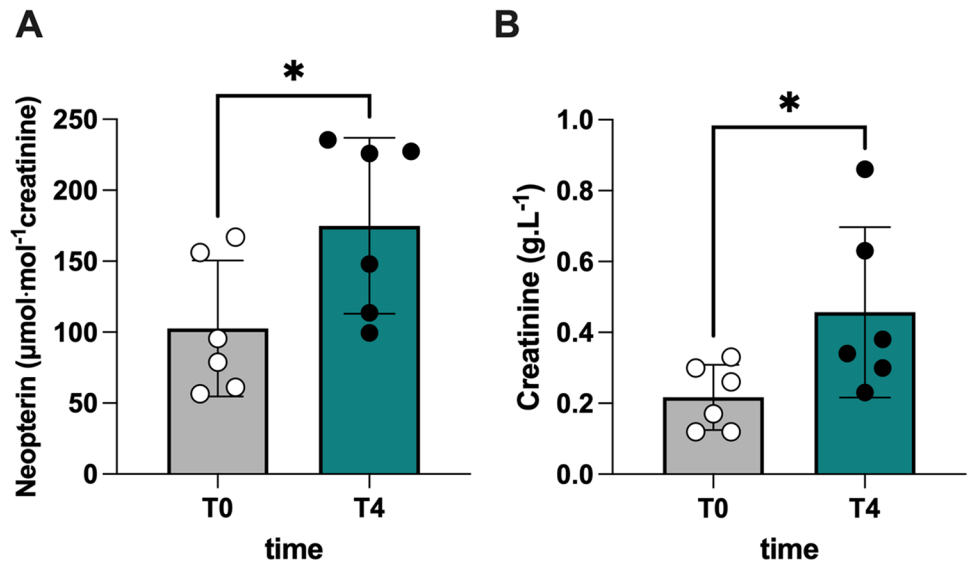 A
*
Neopterin (µmol·mol⁻¹creatinine)
250
200
150
100
50
0
T0 T4
time
B
*
Creatinine (g.L⁻¹)
1.0
0.8
0.6
0.4
0.2
0.0
T0 T4
time